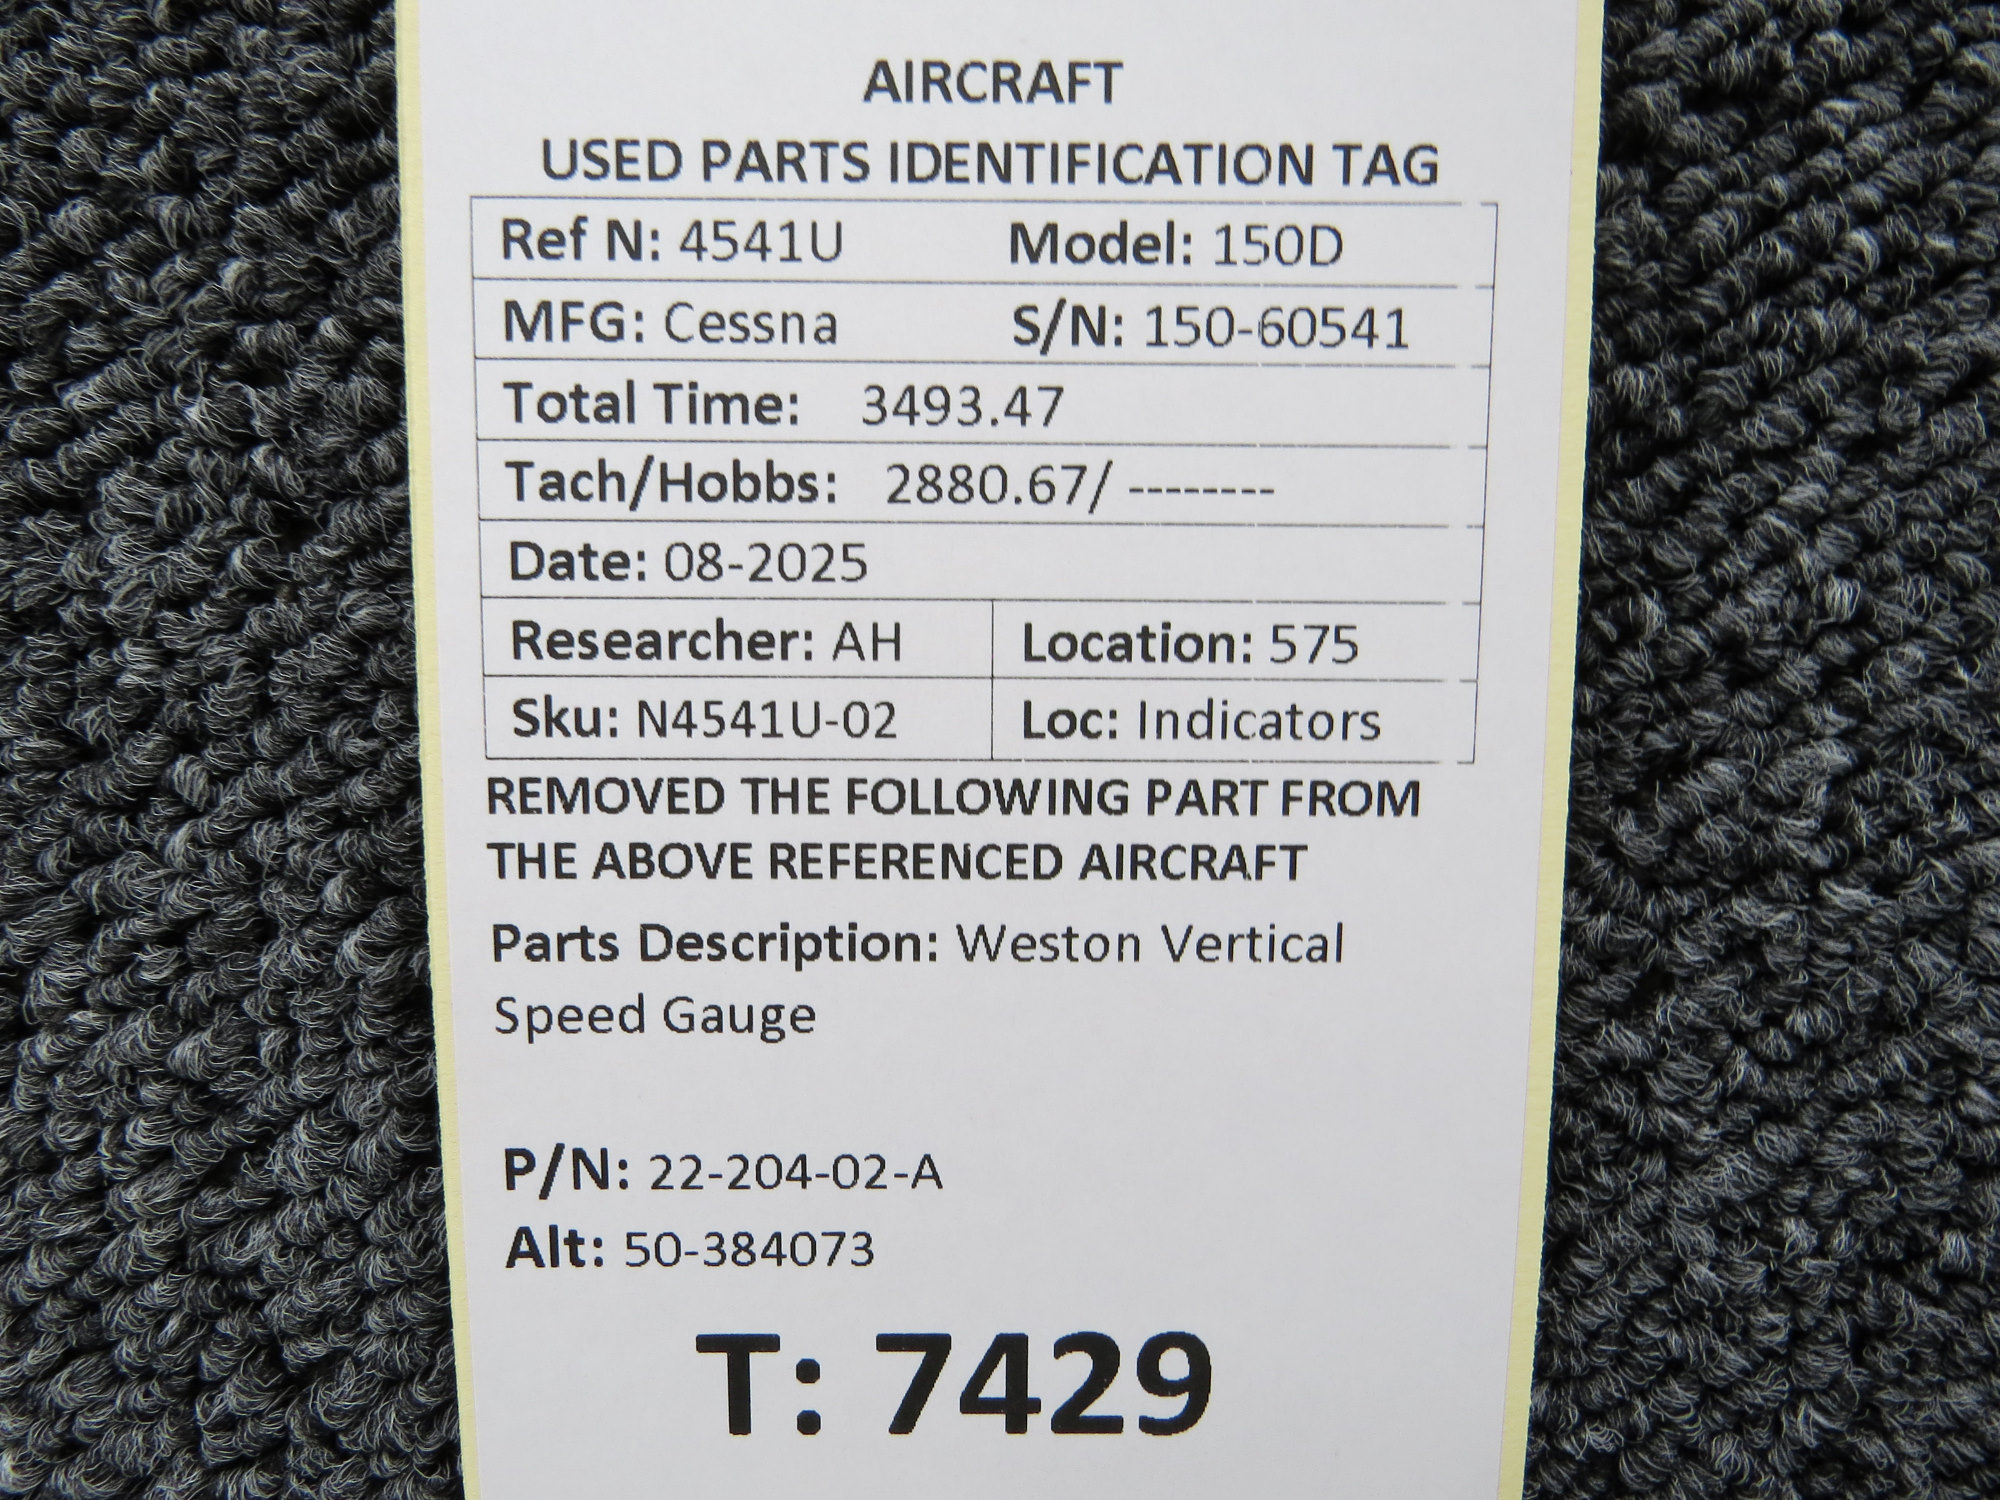 AIRCRAFT
USED PARTS IDENTIFICATION TAG
Ref N: 4541U Model: 150D
MFG: Cessna S/N: 150-60541
Total Time: 3493.47
Tach/Hobbs: 2880.67/ --------
Date: 08-2025
Researcher: AH Location: 575
Sku: N4541U-02 Loc: Indicators
REMOVED THE FOLLOWING PART FROM
THE ABOVE REFERENCED AIRCRAFT
Parts Description: Weston Vertical
Speed Gauge
P/N: 22-204-02-A
Alt: 50-384073
T: 7429